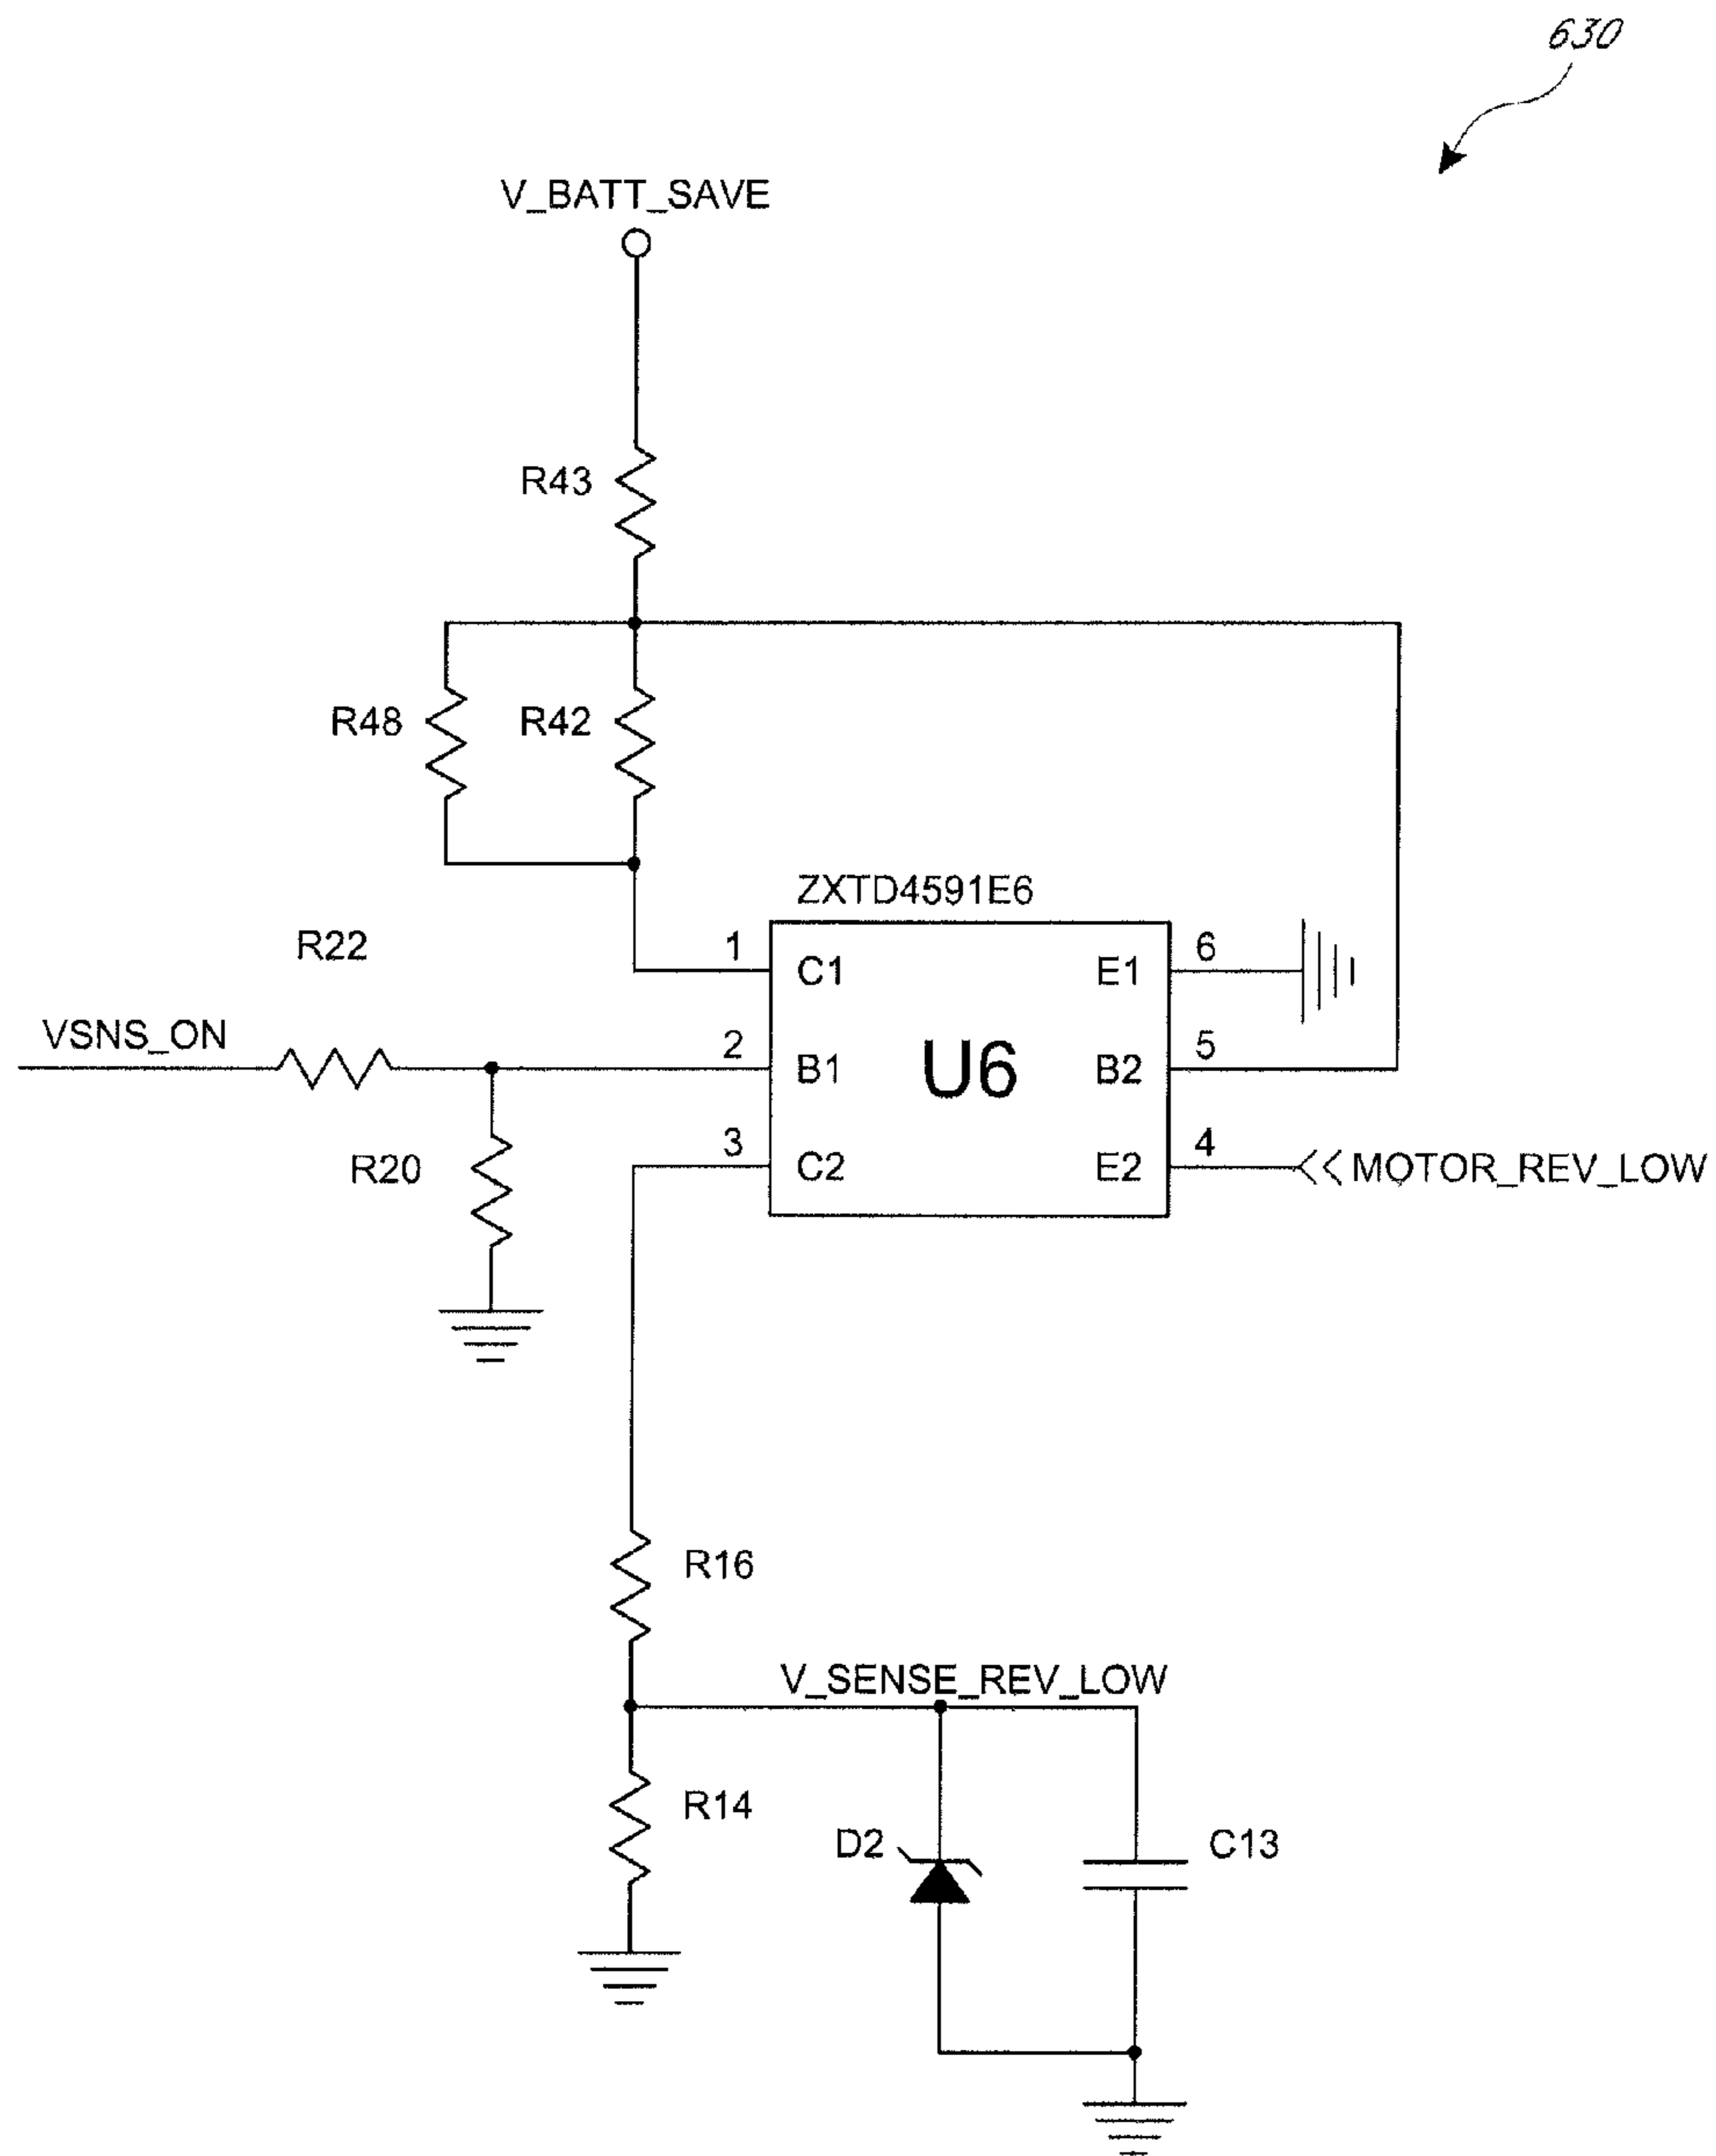 630
V_BATT_SAVE
R43
R48
R42
ZXTD4591E6
R22
1
C1
E1
6
VSNS_ON
2
B1
U6
B2
5
R20
3
C2
E2
4
MOTOR_REV_LOW
R16
V_SENSE_REV_LOW
R14
D2
C13